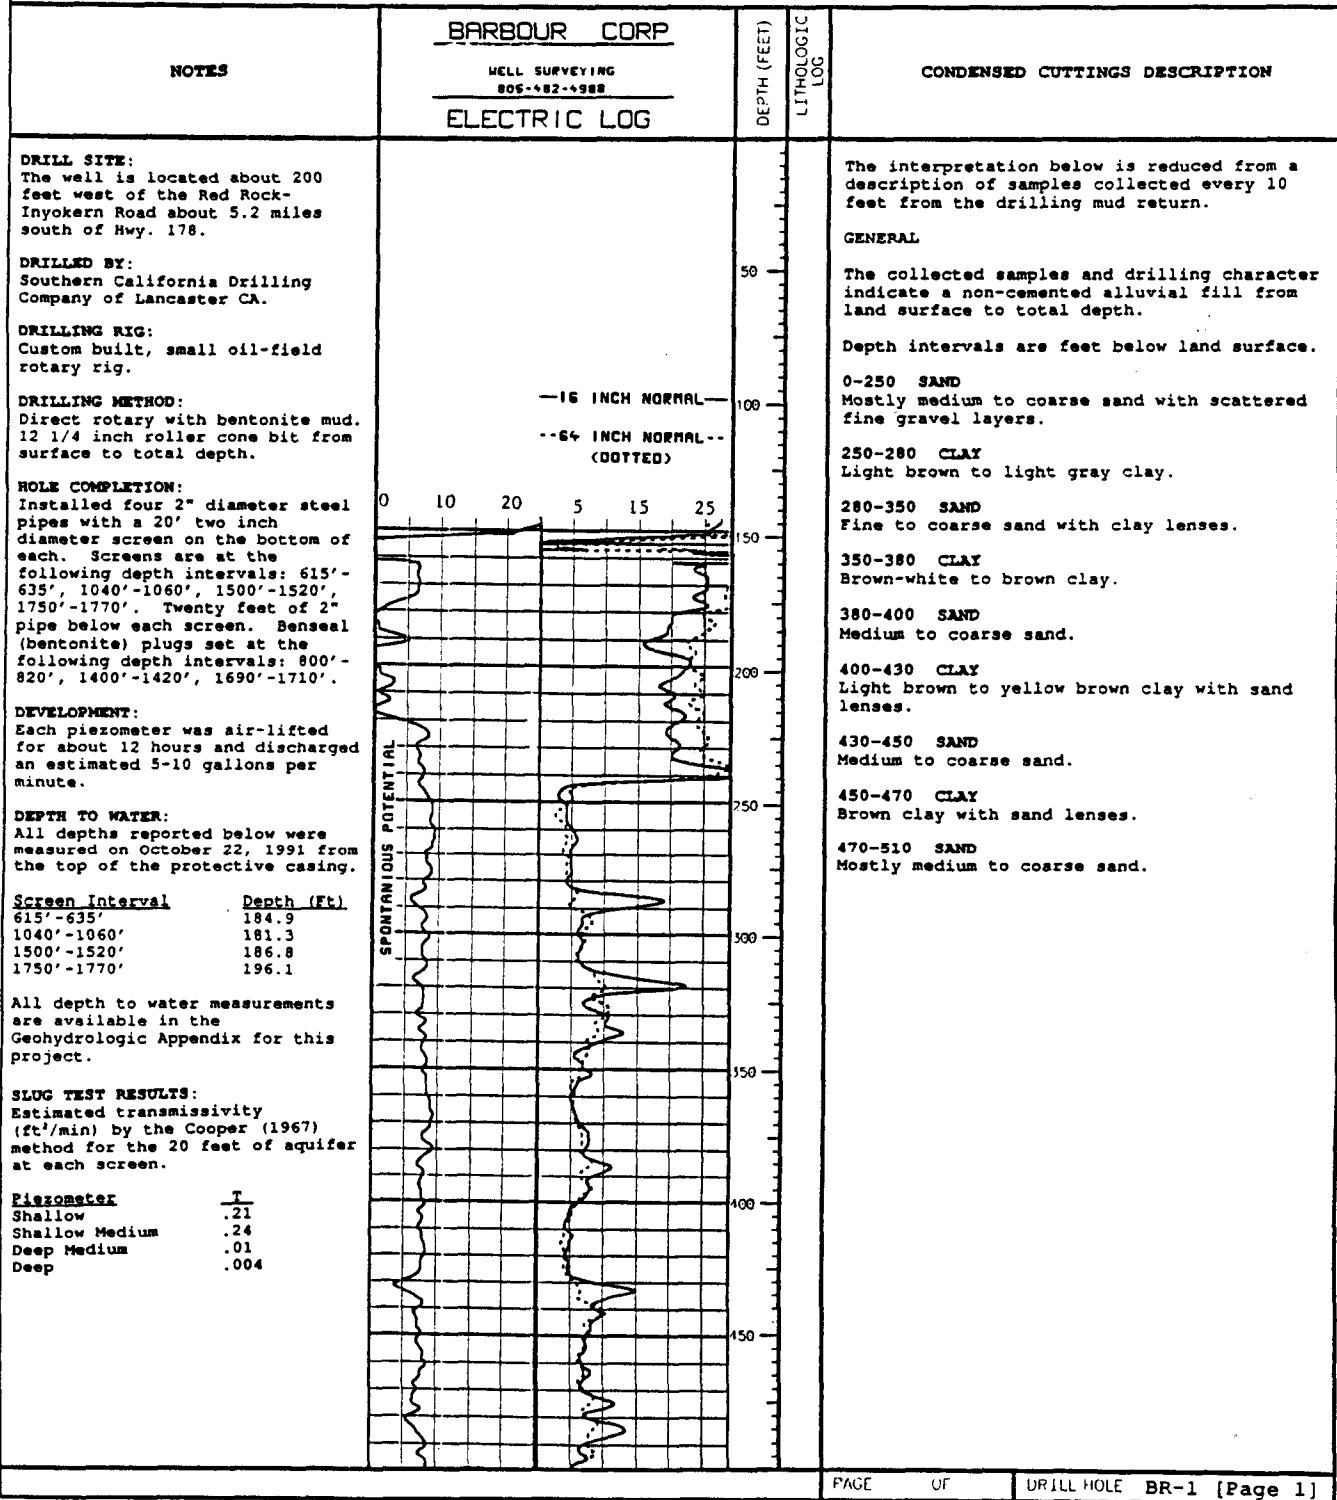 NOTES
BARBOUR CORP
WELL SURVEYING
805-482-4988
ELECTRIC LOG
DEPTH (FEET)
LITHOLOGIC
LOG
CONDENSED CUTTINGS DESCRIPTION
DRILL SITE:
The well is located about 200
feet west of the Red Rock-
Inyokern Road about 5.2 miles
south of Hwy. 178.
DRILLED BY:
Southern California Drilling
Company of Lancaster CA.
DRILLING RIG:
Custom built, small oil-field
rotary rig.
DRILLING METHOD:
Direct rotary with bentonite mud.
12 1/4 inch roller cone bit from
surface to total depth.
HOLE COMPLETION:
Installed four 2" diameter steel
pipes with a 20' two inch
diameter screen on the bottom of
each. Screens are at the
following depth intervals: 615'-
635', 1040'-1060', 1500'-1520',
1750'-1770'. Twenty feet of 2"
pipe below each screen. Benseal
(bentonite) plugs set at the
following depth intervals: 800'-
820', 1400'-1420', 1690'-1710'.
DEVELOPMENT:
Each piezometer was air-lifted
for about 12 hours and discharged
an estimated 5-10 gallons per
minute.
DEPTH TO WATER:
All depths reported below were
measured on October 22, 1991 from
the top of the protective casing.
Screen Interval Depth (Ft)
615'-635' 184.9
1040'-1060' 181.3
1500'-1520' 186.8
1750'-1770' 196.1
All depth to water measurements
are available in the
Geohydrologic Appendix for this
project.
SLUG TEST RESULTS:
Estimated transmissivity
(ft²/min) by the Cooper (1967)
method for the 20 feet of aquifer
at each screen.
Piezometer T
Shallow .21
Shallow Medium .24
Deep Medium .01
Deep .004
—16 INCH NORMAL—
--64 INCH NORMAL--
(DOTTED)
0 10 20 5 15 25
SPONTANIOUS POTENTIAL
50
100
150
200
250
300
350
400
450
The interpretation below is reduced from a
description of samples collected every 10
feet from the drilling mud return.
GENERAL
The collected samples and drilling character
indicate a non-cemented alluvial fill from
land surface to total depth.
Depth intervals are feet below land surface.
0-250 SAND
Mostly medium to coarse sand with scattered
fine gravel layers.
250-280 CLAY
Light brown to light gray clay.
280-350 SAND
Fine to coarse sand with clay lenses.
350-380 CLAY
Brown-white to brown clay.
380-400 SAND
Medium to coarse sand.
400-430 CLAY
Light brown to yellow brown clay with sand
lenses.
430-450 SAND
Medium to coarse sand.
450-470 CLAY
Brown clay with sand lenses.
470-510 SAND
Mostly medium to coarse sand.
PAGE OF DRILL HOLE BR-1 [Page 1]